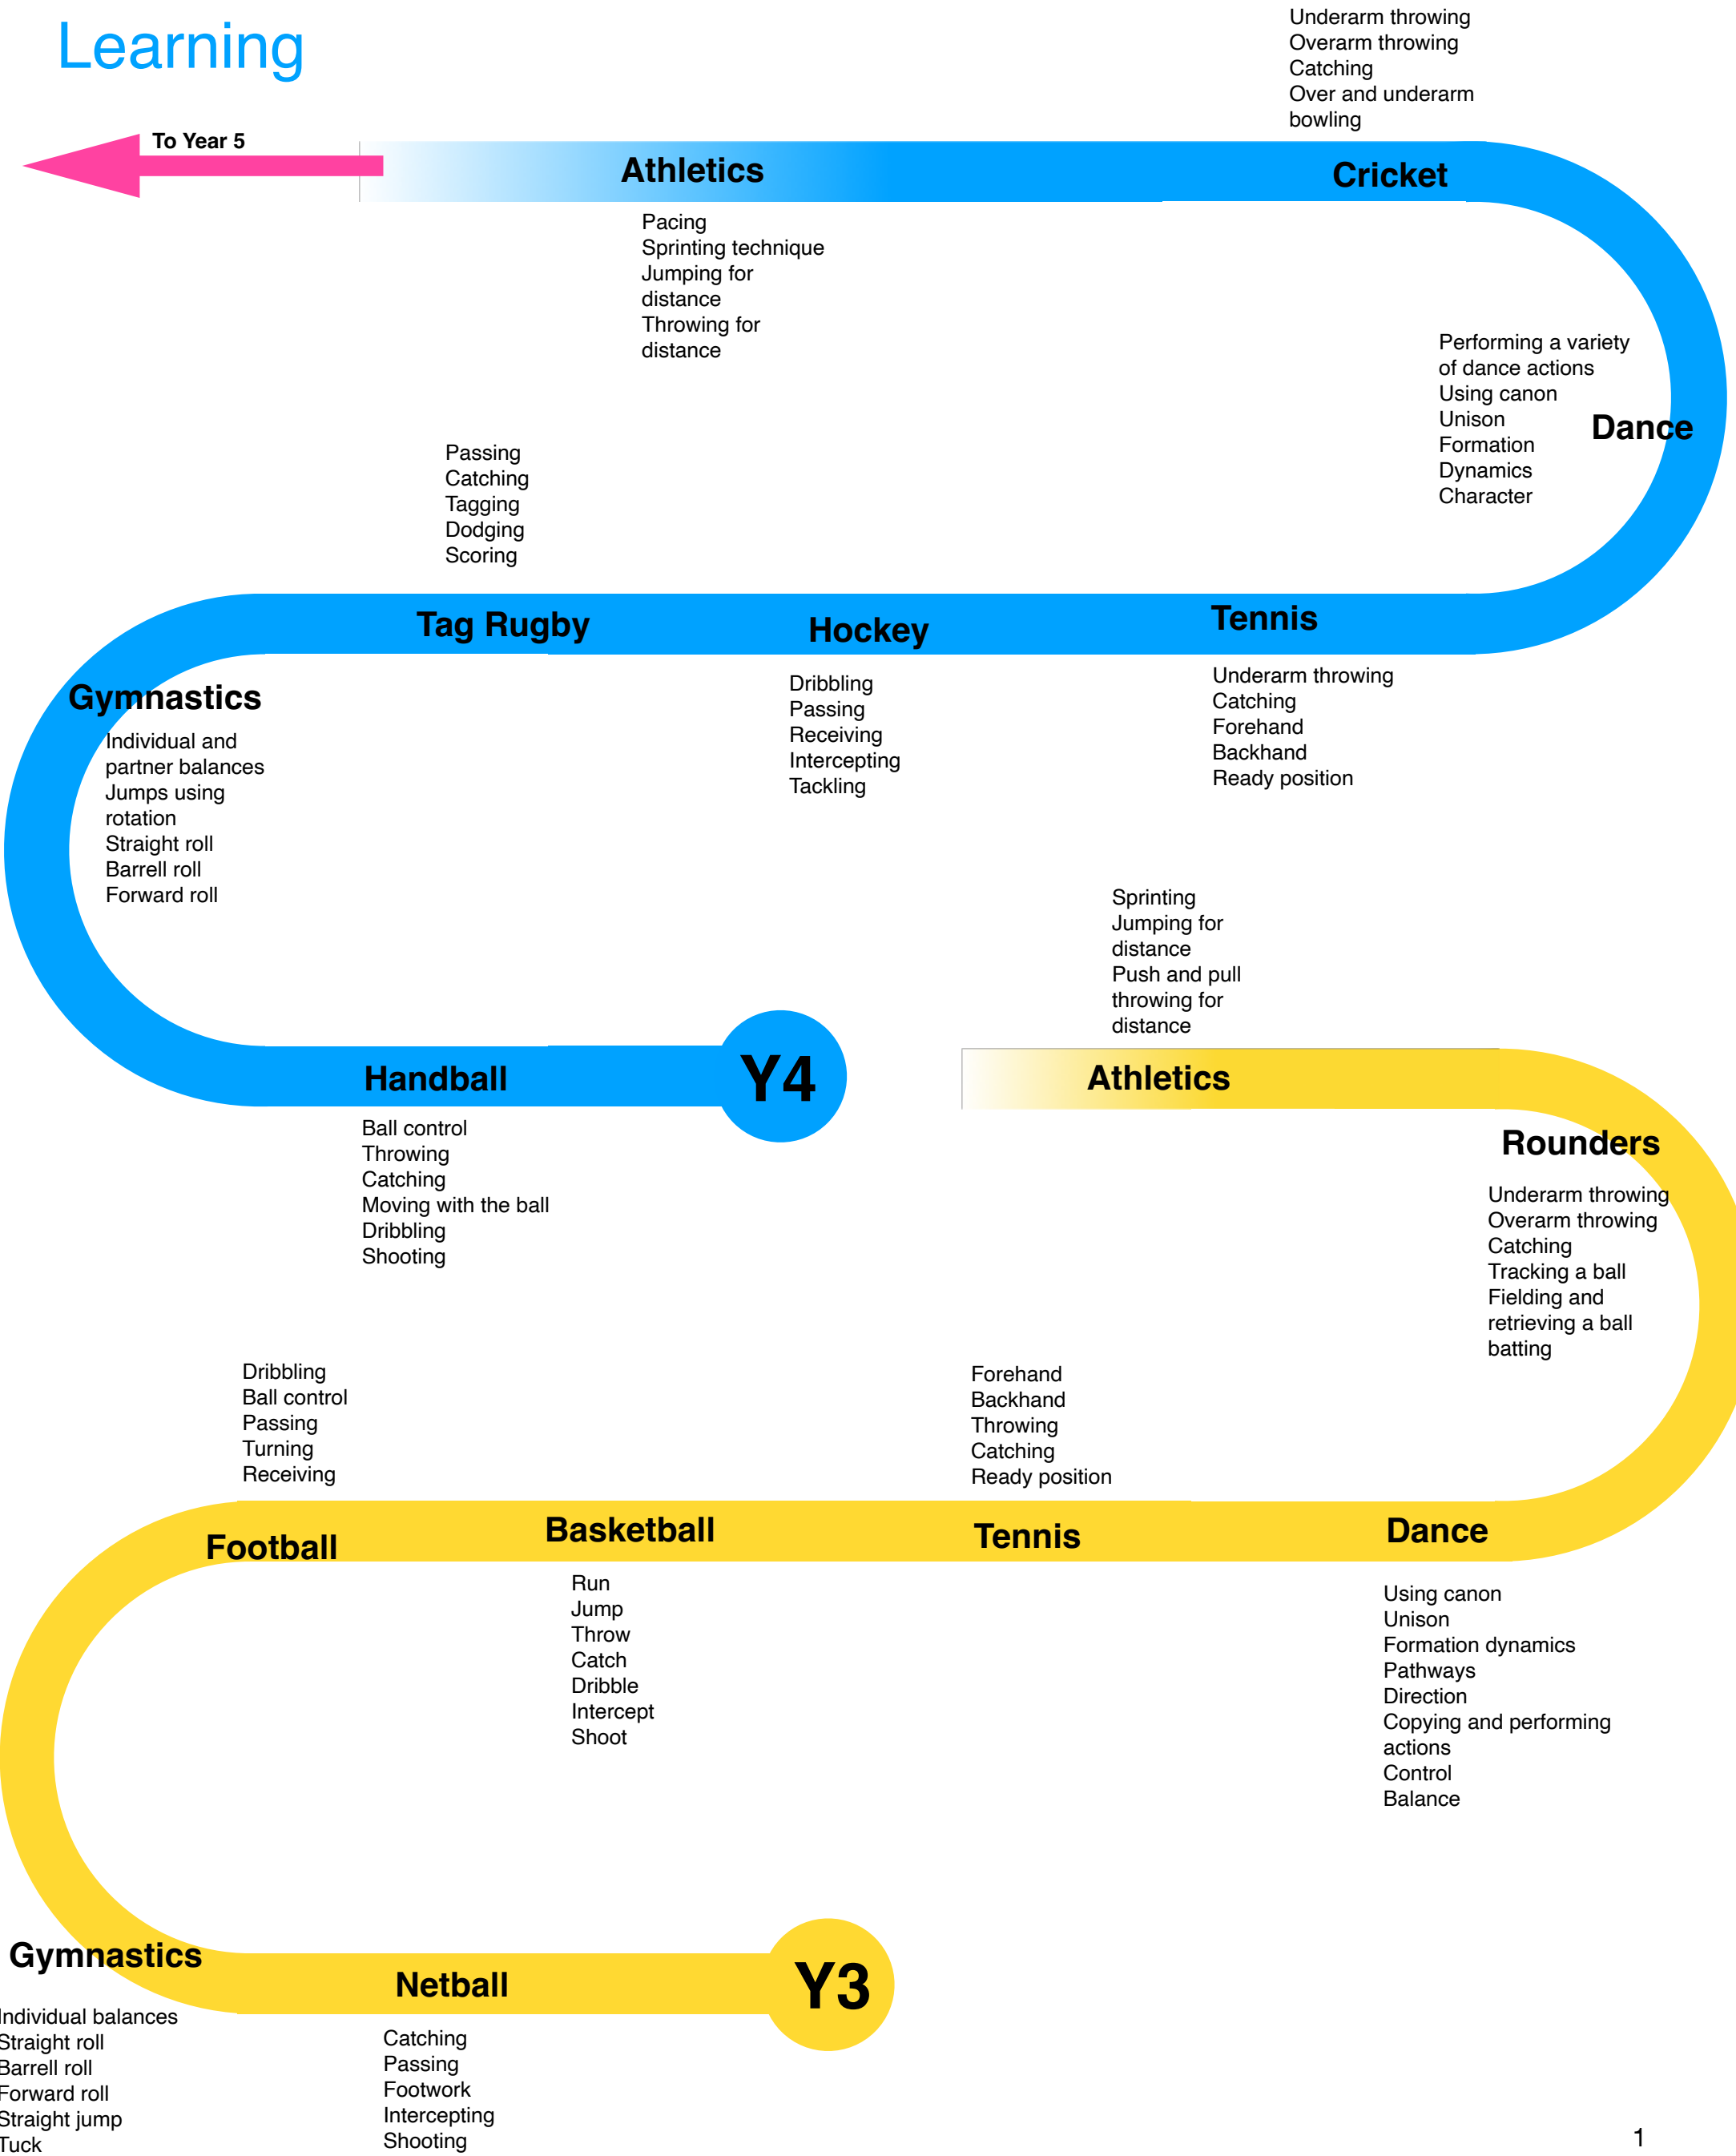 Learning
Underarm throwing
Overarm throwing
Catching
Over and underarm
bowling
To Year 5
Athletics
Cricket
Pacing
Sprinting technique
Jumping for
distance
Throwing for
distance
Performing a variety
of dance actions
Using canon
Unison
Formation
Dynamics
Character
Dance
Passing
Catching
Tagging
Dodging
Scoring
Tag Rugby
Hockey
Tennis
Gymnastics
Individual and
partner balances
Jumps using
rotation
Straight roll
Barrell roll
Forward roll
Dribbling
Passing
Receiving
Intercepting
Tackling
Underarm throwing
Catching
Forehand
Backhand
Ready position
Sprinting
Jumping for
distance
Push and pull
throwing for
distance
Handball
Y4
Athletics
Ball control
Throwing
Catching
Moving with the ball
Dribbling
Shooting
Rounders
Underarm throwing
Overarm throwing
Catching
Tracking a ball
Fielding and
retrieving a ball
batting
Dribbling
Ball control
Passing
Turning
Receiving
Forehand
Backhand
Throwing
Catching
Ready position
Football
Basketball
Tennis
Dance
Run
Jump
Throw
Catch
Dribble
Intercept
Shoot
Using canon
Unison
Formation dynamics
Pathways
Direction
Copying and performing
actions
Control
Balance
Gymnastics
Netball
Y3
Individual balances
Straight roll
Barrell roll
Forward roll
Straight jump
Tuck
Catching
Passing
Footwork
Intercepting
Shooting
1